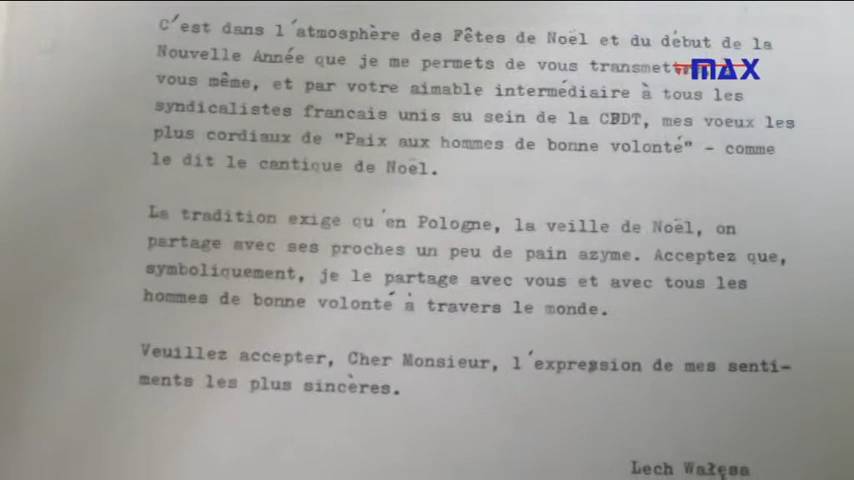 C'est dans l'atmosphère des Fêtes de Noël et du début de la
MAX
Nouvelle Année que je me permets de vous
vous même, et par votre aimable intermédiaire à tous les
syndicalistes francais unis au sein de la CFDT, mes voeux les
plus cordiaux de "Paix aux hommes de bonne volonté" - comme
le dit le cantique de Noël.
La tradition exige qu'en Pologne, la veille de Noël, on
partage avec ses proches un peu de pain azyme. Acceptez que,
symboliquement, je le partage avec vous et avec tous les
hommes de bonne volonté à travers le monde.
Veuillez accepter, Cher Monsieur, l'expression de mes senti-
ments les plus sincères.
Lech Wałęsa